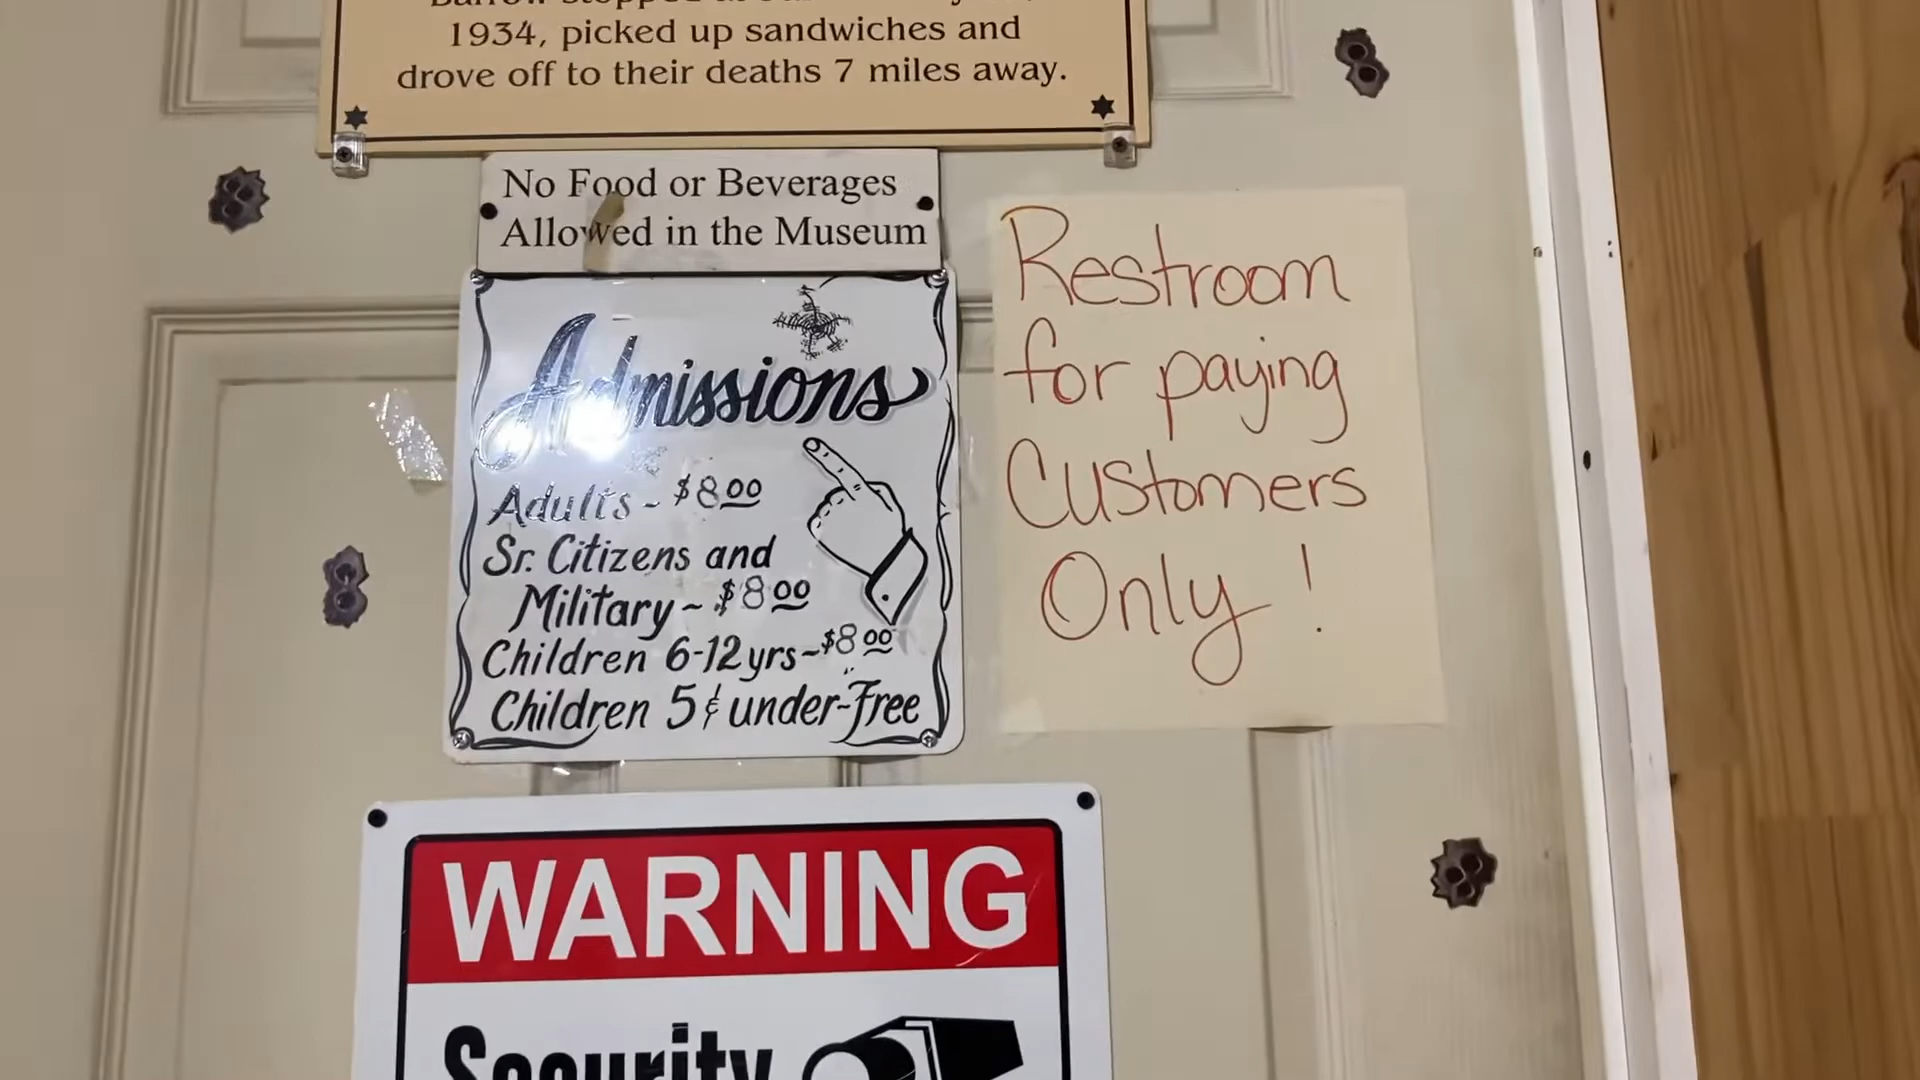 1934, picked up sandwiches and
drove off to their deaths 7 miles away.
No Food or Beverages
Allowed in the Museum
Admissions
Adults ~ $8.00
Sr. Citizens and
Military ~ $8.00
Children 6-12 yrs ~ $8.00
Children 5 & under - Free
Restroom
for paying
Customers
Only !
WARNING
Security